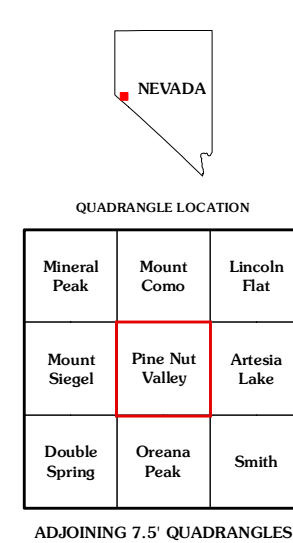 NEVADA
QUADRANGLE LOCATION
Mineral Peak
Mount Como
Lincoln Flat
Mount Siegel
Pine Nut Valley
Artesia Lake
Double Spring
Oreana Peak
Smith
ADJOINING 7.5' QUADRANGLES